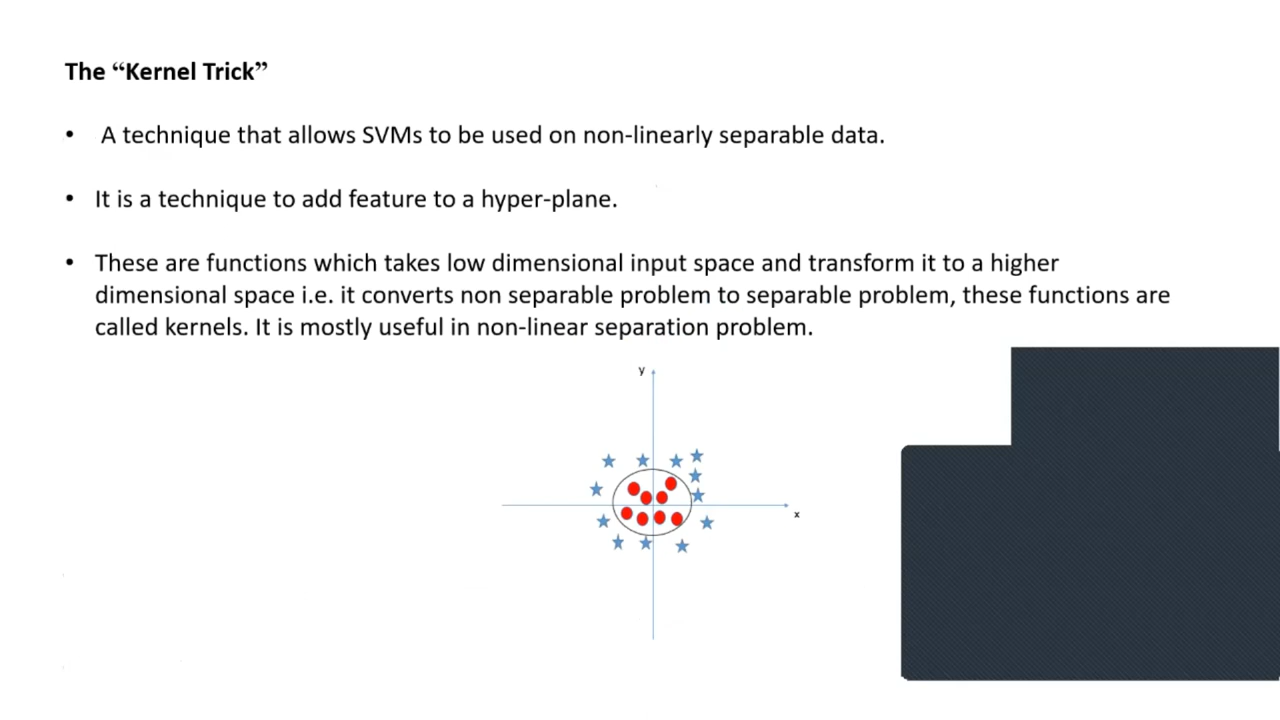 The “Kernel Trick”
• A technique that allows SVMs to be used on non-linearly separable data.
• It is a technique to add feature to a hyper-plane.
• These are functions which takes low dimensional input space and transform it to a higher
dimensional space i.e. it converts non separable problem to separable problem, these functions are
called kernels. It is mostly useful in non-linear separation problem.
y
x